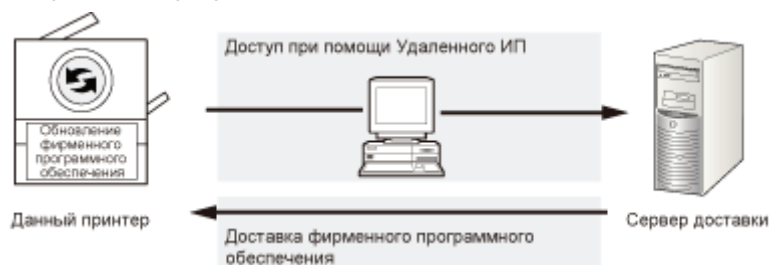 Доступ при помощи Удаленного ИП
Обновление
фирменного
программного
обеспечения
Данный принтер
Сервер доставки
Доставка фирменного программного
обеспечения